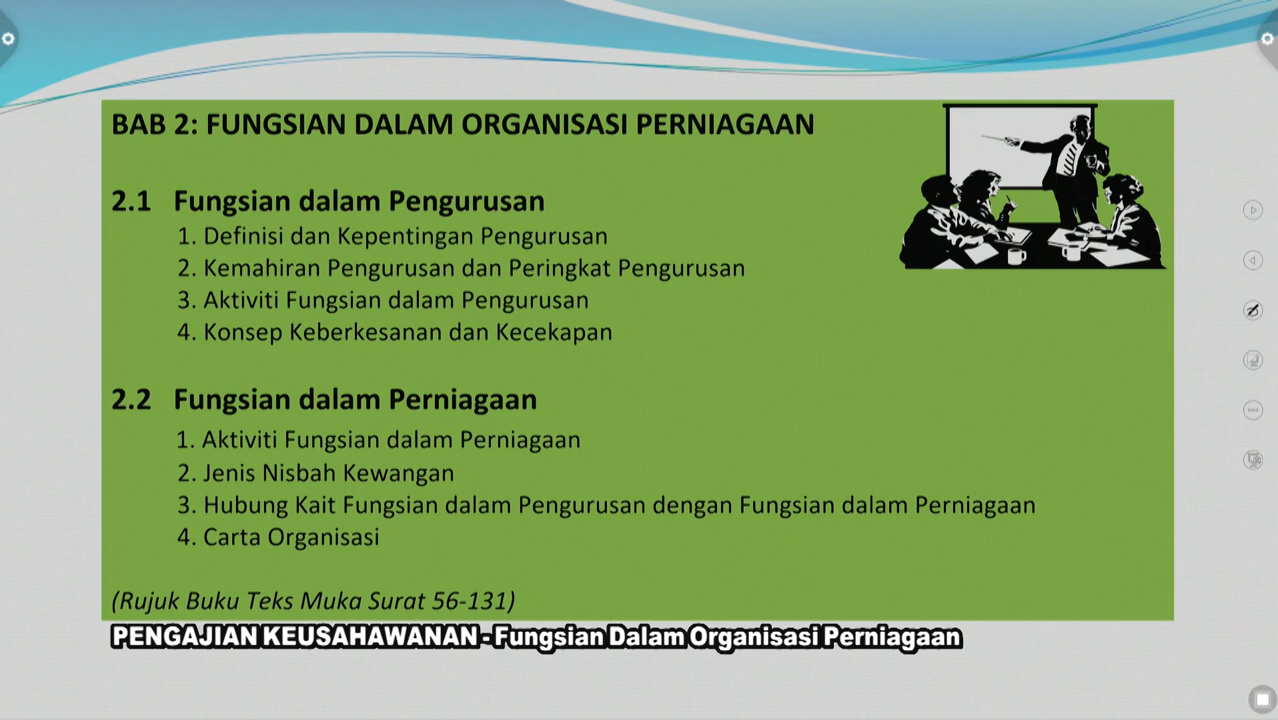 BAB 2: FUNGSIAN DALAM ORGANISASI PERNIAGAAN
2.1 Fungsian dalam Pengurusan
1. Definisi dan Kepentingan Pengurusan
2. Kemahiran Pengurusan dan Peringkat Pengurusan
3. Aktiviti Fungsian dalam Pengurusan
4. Konsep Keberkesanan dan Kecekapan
2.2 Fungsian dalam Perniagaan
1. Aktiviti Fungsian dalam Perniagaan
2. Jenis Nisbah Kewangan
3. Hubung Kait Fungsian dalam Pengurusan dengan Fungsian dalam Perniagaan
4. Carta Organisasi
(Rujuk Buku Teks Muka Surat 56-131)
PENGAJIAN KEUSAHAWANAN - Fungsian Dalam Organisasi Perniagaan